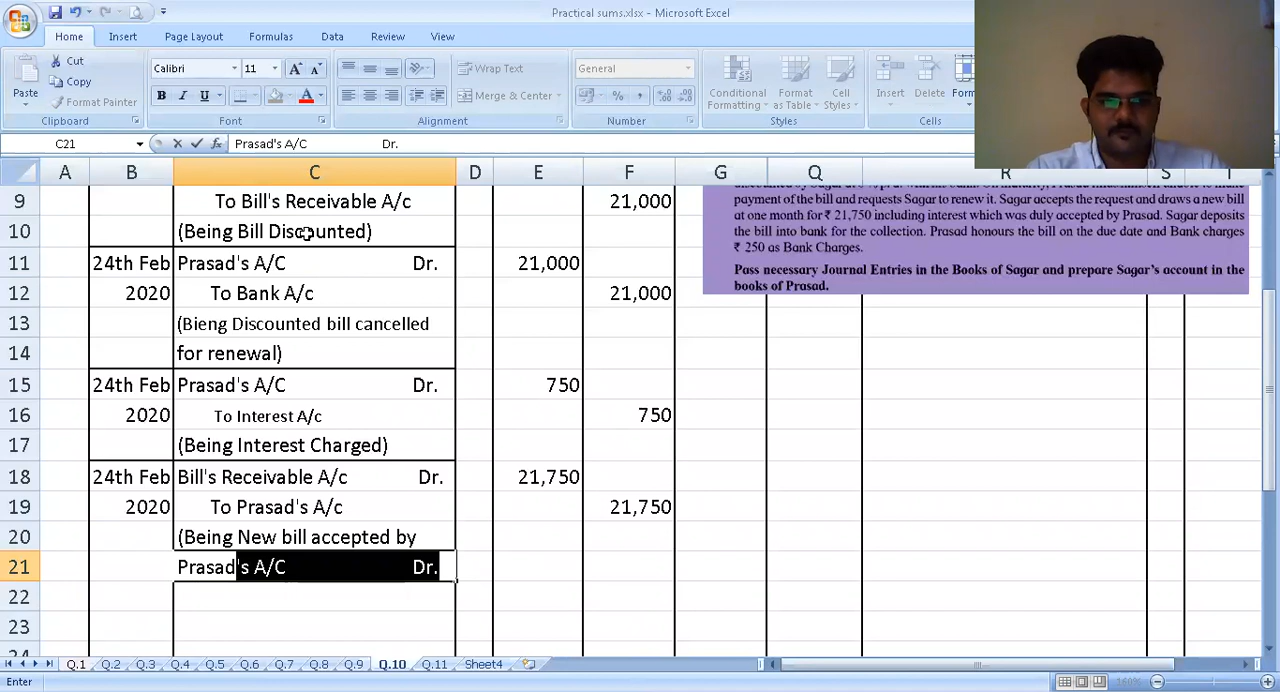 Practical sums.xlsx - Microsoft Excel
Home Insert Page Layout Formulas Data Review View
Paste
Cut
Copy
Format Painter
Clipboard
Calibri 11
B I U
Font
Wrap Text
Merge & Center
Alignment
General
Number
Conditional Formatting
Format as Table
Cell Styles
Styles
Insert Delete
Cells
C21 fx Prasad's A/C Dr.
A B C D E F G H Q R S
9 To Bill's Receivable A/c 21,000
10 (Being Bill Discounted)
11 24th Feb Prasad's A/C Dr. 21,000
12 2020 To Bank A/c 21,000
13 (Bieng Discounted bill cancelled
14 for renewal)
15 24th Feb Prasad's A/C Dr. 750
16 2020 To Interest A/c 750
17 (Being Interest Charged)
18 24th Feb Bill's Receivable A/c Dr. 21,750
19 2020 To Prasad's A/c 21,750
20 (Being New bill accepted by
21 Prasad's A/C Dr.
22
23
payment of the bill and requests Sagar to renew it. Sagar accepts the request and draws a new bill
at one month for ₹ 21,750 including interest which was duly accepted by Prasad. Sagar deposits
the bill into bank for the collection. Prasad honours the bill on the due date and Bank charges
₹ 250 as Bank Charges.
Pass necessary Journal Entries in the Books of Sagar and prepare Sagar's account in the
books of Prasad.
Q.1 Q.2 Q.3 Q.4 Q.5 Q.6 Q.7 Q.8 Q.9 Q.10 Q.11 Sheet4
Enter 160%